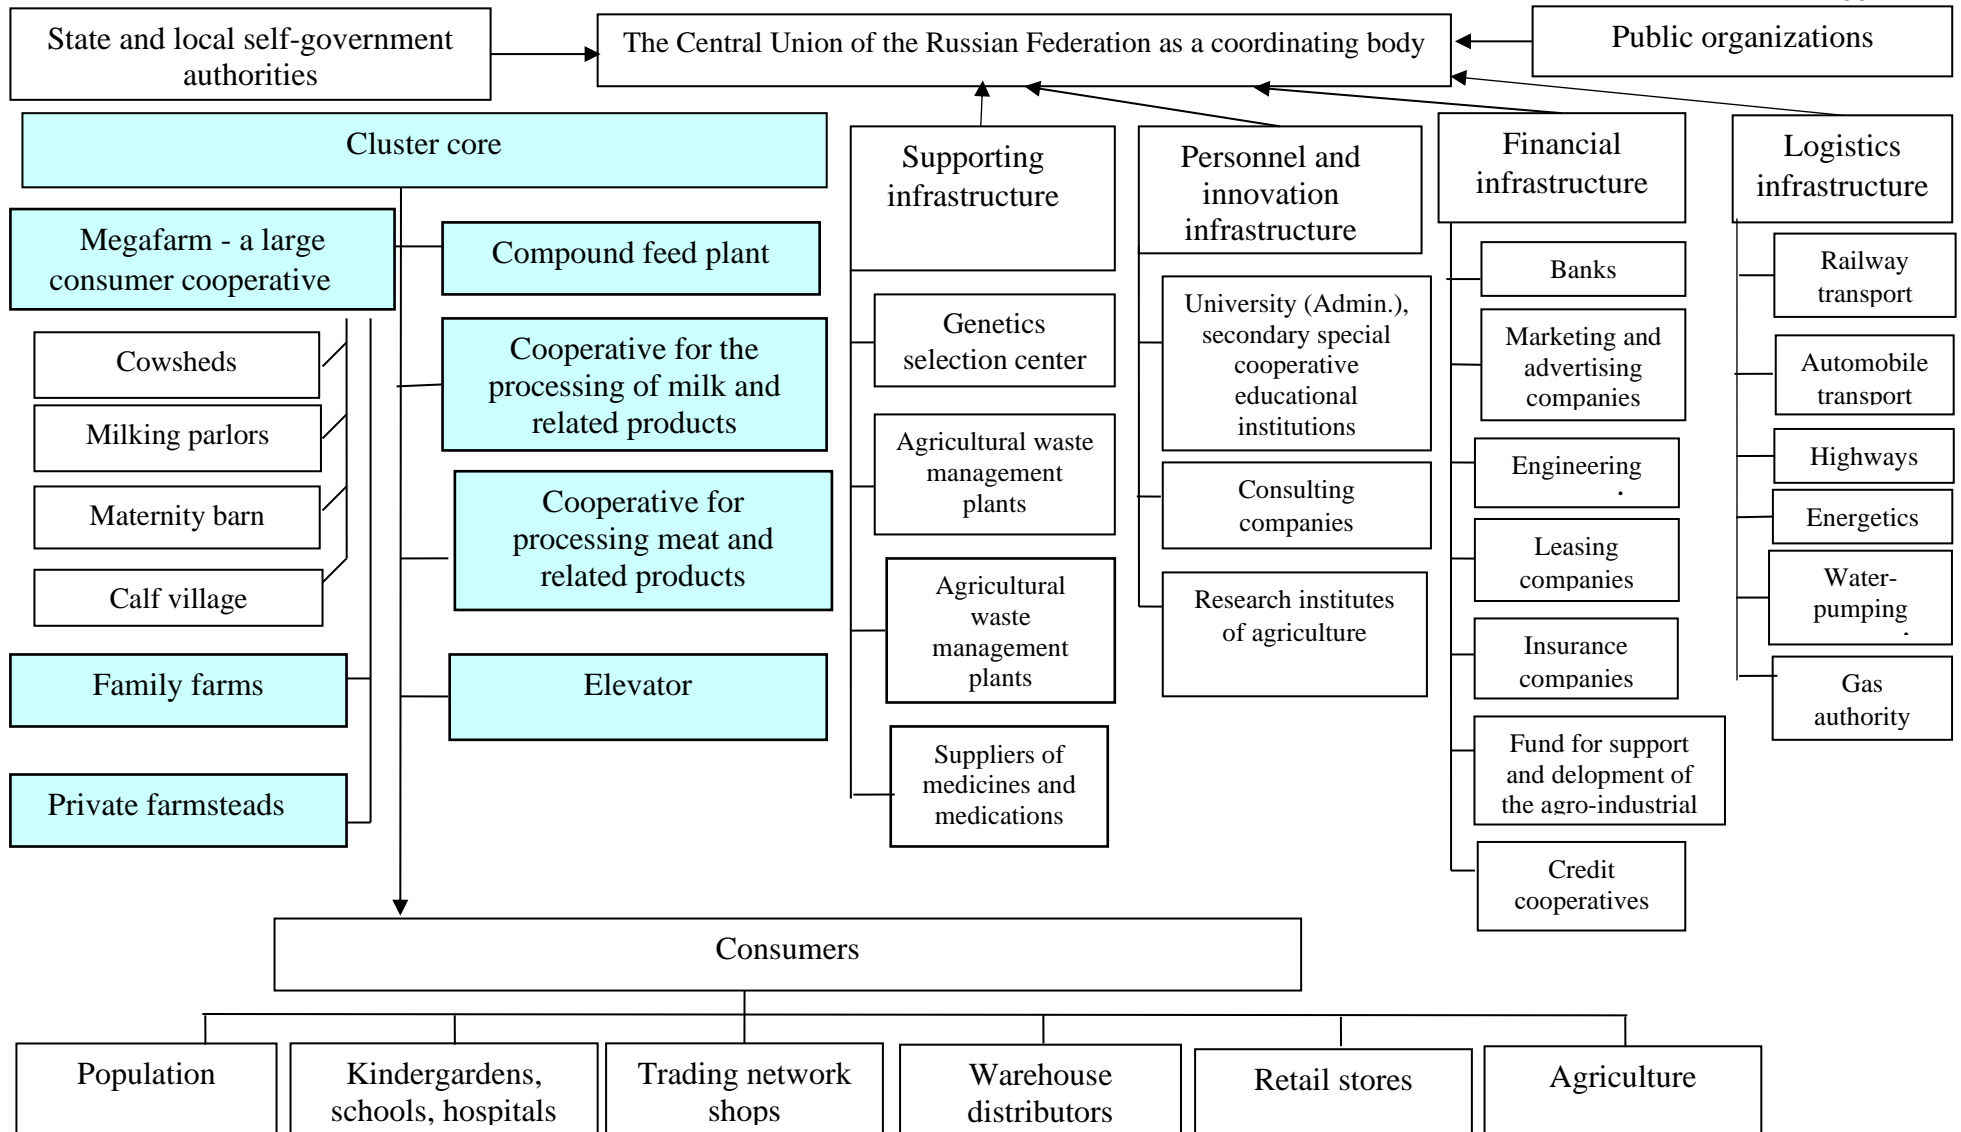 State and local self-government
authorities
The Central Union of the Russian Federation as a coordinating body
Public organizations
Cluster core
Megafarm - a large
consumer cooperative
Cowsheds
Milking parlors
Maternity barn
Calf village
Family farms
Private farmsteads
Compound feed plant
Cooperative for the
processing of milk and
related products
Cooperative for
processing meat and
related products
Elevator
Supporting
infrastructure
Genetics
selection center
Agricultural waste
management
plants
Agricultural
waste
management
plants
Suppliers of
medicines and
medications
Personnel and
innovation
infrastructure
University (Admin.),
secondary special
cooperative
educational
institutions
Consulting
companies
Research institutes
of agriculture
Financial
infrastructure
Banks
Marketing and
advertising
companies
Engineering
Leasing
companies
Insurance
companies
Fund for support
and delopment of
the agro-industrial
Credit
cooperatives
Logistics
infrastructure
Railway
transport
Automobile
transport
Highways
Energetics
Water-
pumping
Gas
authority
Consumers
Population
Kindergardens,
schools, hospitals
Trading network
shops
Warehouse
distributors
Retail stores
Agriculture